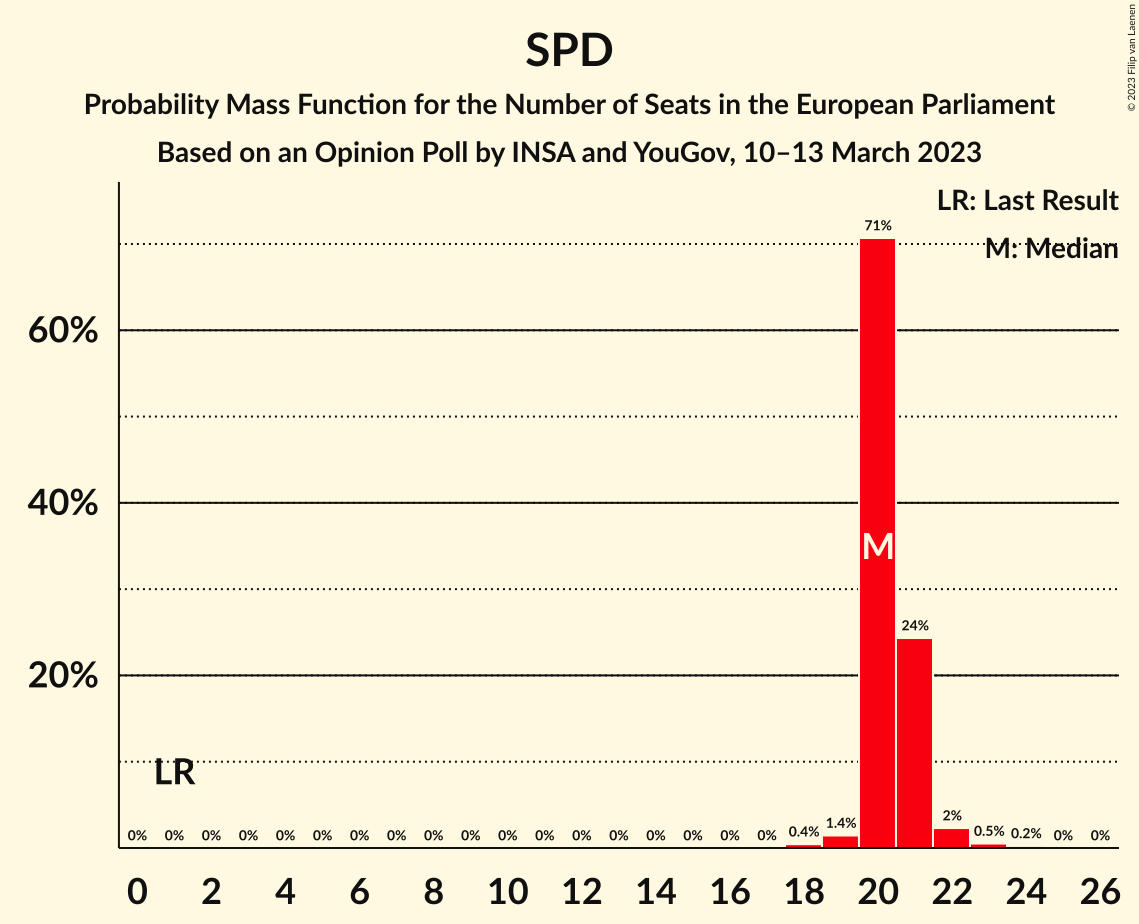 SPD
Probability Mass Function for the Number of Seats in the European Parliament
Based on an Opinion Poll by INSA and YouGov, 10–13 March 2023
© 2023 Filip van Laenen
LR: Last Result
M: Median
71%
60%
40%
M
24%
20%
LR
0% 0% 0% 0% 0% 0% 0% 0% 0% 0% 0% 0% 0% 0% 0% 0% 0% 0% 0.4% 1.4% 2% 0.5% 0.2% 0% 0%
0 2 4 6 8 10 12 14 16 18 20 22 24 26